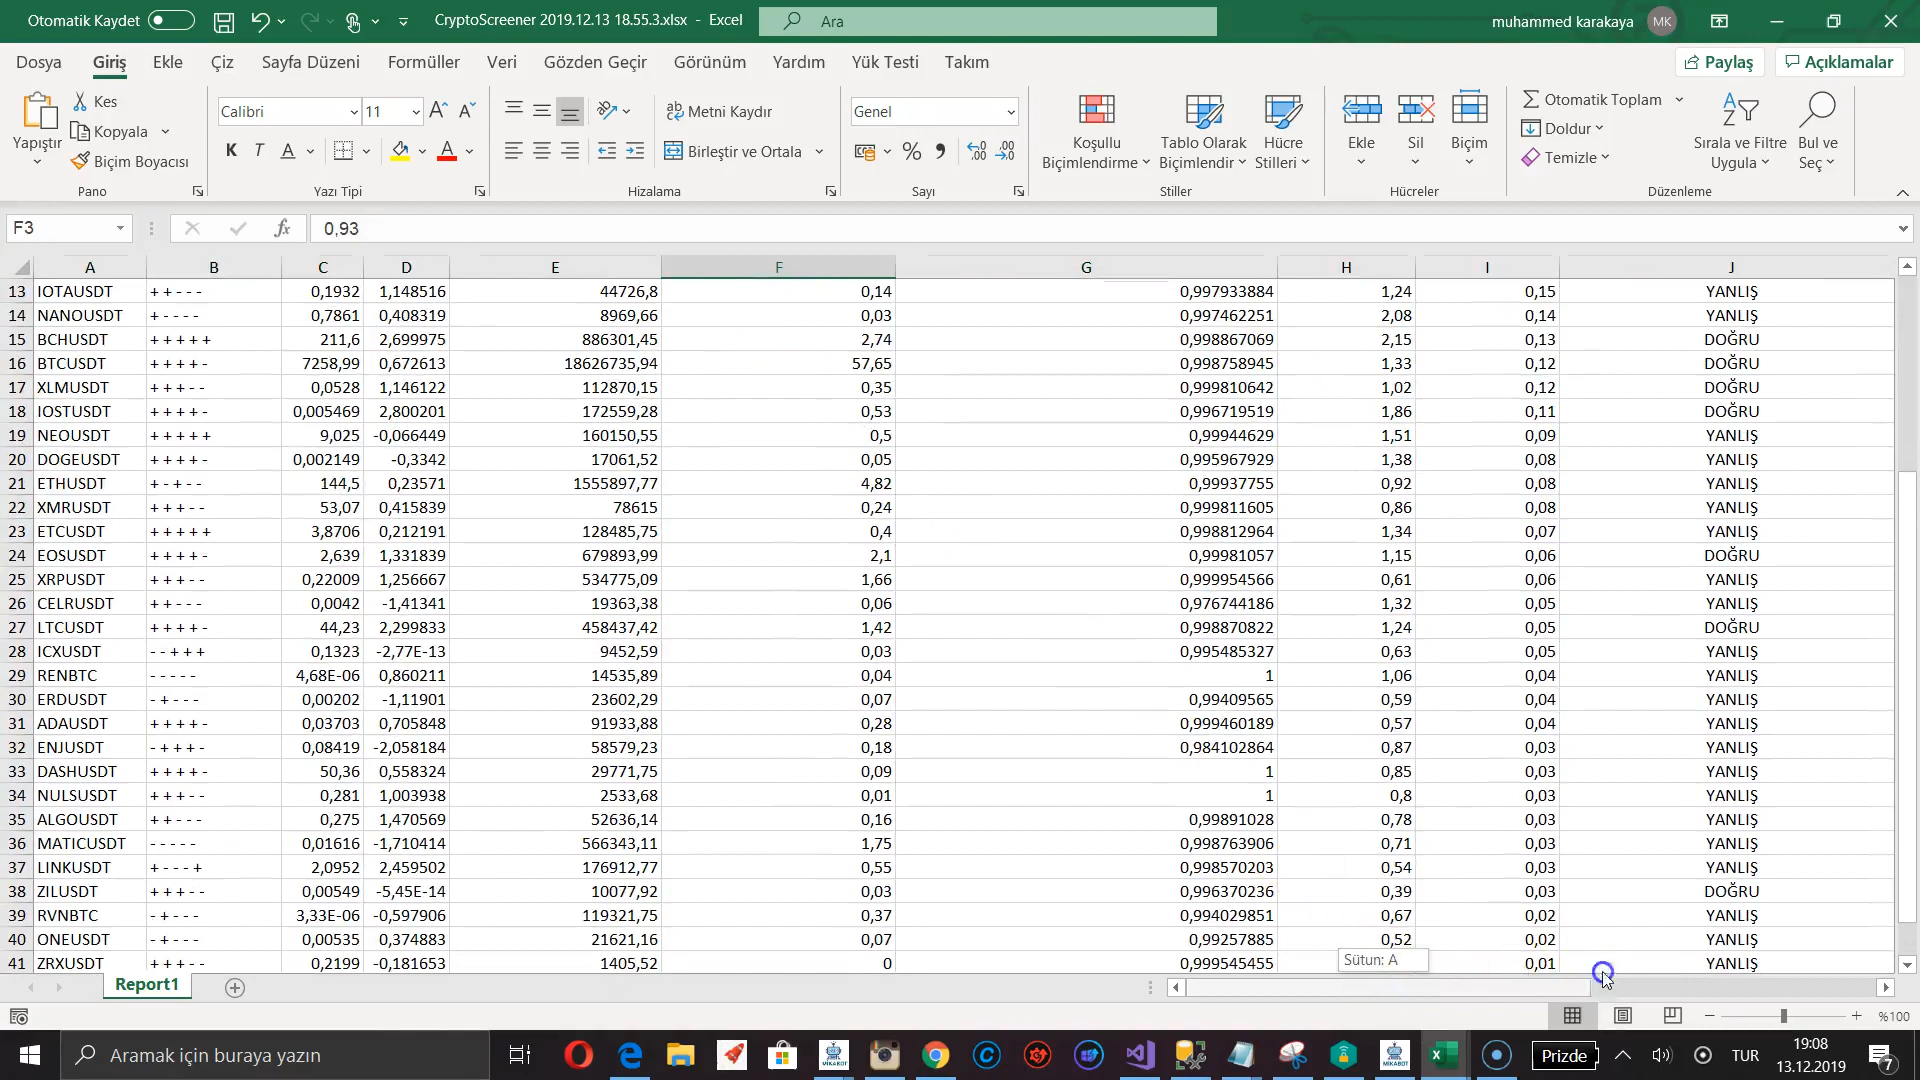 Otomatik Kaydet CryptoScreener 2019.12.13 18.55.3.xlsx - Excel Ara muhammed karakaya MK
Dosya Giriş Ekle Çiz Sayfa Düzeni Formüller Veri Gözden Geçir Görünüm Yardım Yük Testi Takım Paylaş Açıklamalar
Yapıştır Kes Kopyala Biçim Boyacısı Pano
Calibri 11 K T A A Yazı Tipi
Metni Kaydır Birleştir ve Ortala Hizalama
Genel % Sayı
Koşullu Biçimlendirme Tablo Olarak Biçimlendir Hücre Stilleri Stiller
Ekle Sil Biçim Hücreler
Otomatik Toplam Doldur Temizle Sırala ve Filtre Uygula Bul ve Seç Düzenleme
F3 fx 0,93
A B C D E F G H I J
13 IOTAUSDT + + - - - 0,1932 1,148516 44726,8 0,14 0,997933884 1,24 0,15 YANLIŞ
14 NANOUSDT + - - - - 0,7861 0,408319 8969,66 0,03 0,997462251 2,08 0,14 YANLIŞ
15 BCHUSDT + + + + + 211,6 2,699975 886301,45 2,74 0,998867069 2,15 0,13 DOĞRU
16 BTCUSDT + + + + - 7258,99 0,672613 18626735,94 57,65 0,998758945 1,33 0,12 DOĞRU
17 XLMUSDT + + + - - 0,0528 1,146122 112870,15 0,35 0,999810642 1,02 0,12 DOĞRU
18 IOSTUSDT + + + + - 0,005469 2,800201 172559,28 0,53 0,996719519 1,86 0,11 DOĞRU
19 NEOUSDT + + + + + 9,025 -0,066449 160150,55 0,5 0,99944629 1,51 0,09 YANLIŞ
20 DOGEUSDT + + + + - 0,002149 -0,3342 17061,52 0,05 0,995967929 1,38 0,08 YANLIŞ
21 ETHUSDT + - + - - 144,5 0,23571 1555897,77 4,82 0,99937755 0,92 0,08 YANLIŞ
22 XMRUSDT + + + - - 53,07 0,415839 78615 0,24 0,999811605 0,86 0,08 YANLIŞ
23 ETCUSDT + + + + + 3,8706 0,212191 128485,75 0,4 0,998812964 1,34 0,07 YANLIŞ
24 EOSUSDT + + + + - 2,639 1,331839 679893,99 2,1 0,99981057 1,15 0,06 DOĞRU
25 XRPUSDT + + + - - 0,22009 1,256667 534775,09 1,66 0,999954566 0,61 0,06 YANLIŞ
26 CELRUSDT + + - - - 0,0042 -1,41341 19363,38 0,06 0,976744186 1,32 0,05 YANLIŞ
27 LTCUSDT + + + + - 44,23 2,299833 458437,42 1,42 0,998870822 1,24 0,05 DOĞRU
28 ICXUSDT - - + + + 0,1323 -2,77E-13 9452,59 0,03 0,995485327 0,63 0,05 YANLIŞ
29 RENBTC - - - - - 4,68E-06 0,860211 14535,89 0,04 1 1,06 0,04 YANLIŞ
30 ERDUSDT - + - - - 0,00202 -1,11901 23602,29 0,07 0,99409565 0,59 0,04 YANLIŞ
31 ADAUSDT + + + + - 0,03703 0,705848 91933,88 0,28 0,999460189 0,57 0,04 YANLIŞ
32 ENJUSDT - + + + - 0,08419 -2,058184 58579,23 0,18 0,984102864 0,87 0,03 YANLIŞ
33 DASHUSDT + + + + - 50,36 0,558324 29771,75 0,09 1 0,85 0,03 YANLIŞ
34 NULSUSDT + + + - - 0,281 1,003938 2533,68 0,01 1 0,8 0,03 YANLIŞ
35 ALGOUSDT + + - - - 0,275 1,470569 52636,14 0,16 0,99891028 0,78 0,03 YANLIŞ
36 MATICUSDT - - - - - 0,01616 -1,710414 566343,11 1,75 0,998763906 0,71 0,03 YANLIŞ
37 LINKUSDT + - - - + 2,0952 2,459502 176912,77 0,55 0,998570203 0,54 0,03 YANLIŞ
38 ZILUSDT + + + - - 0,00549 -5,45E-14 10077,92 0,03 0,996370236 0,39 0,03 DOĞRU
39 RVNBTC - + - - - 3,33E-06 -0,597906 119321,75 0,37 0,994029851 0,67 0,02 YANLIŞ
40 ONEUSDT - + - - - 0,00535 0,374883 21621,16 0,07 0,99257885 0,52 0,02 YANLIŞ
41 ZRXUSDT + + + - - 0,2199 -0,181653 1405,52 0 0,999545455 0,01 YANLIŞ
Sütun: A
Report1
%100
Aramak için buraya yazın MIKABOT MIKABOT Prizde TUR 19:08
13.12.2019 7